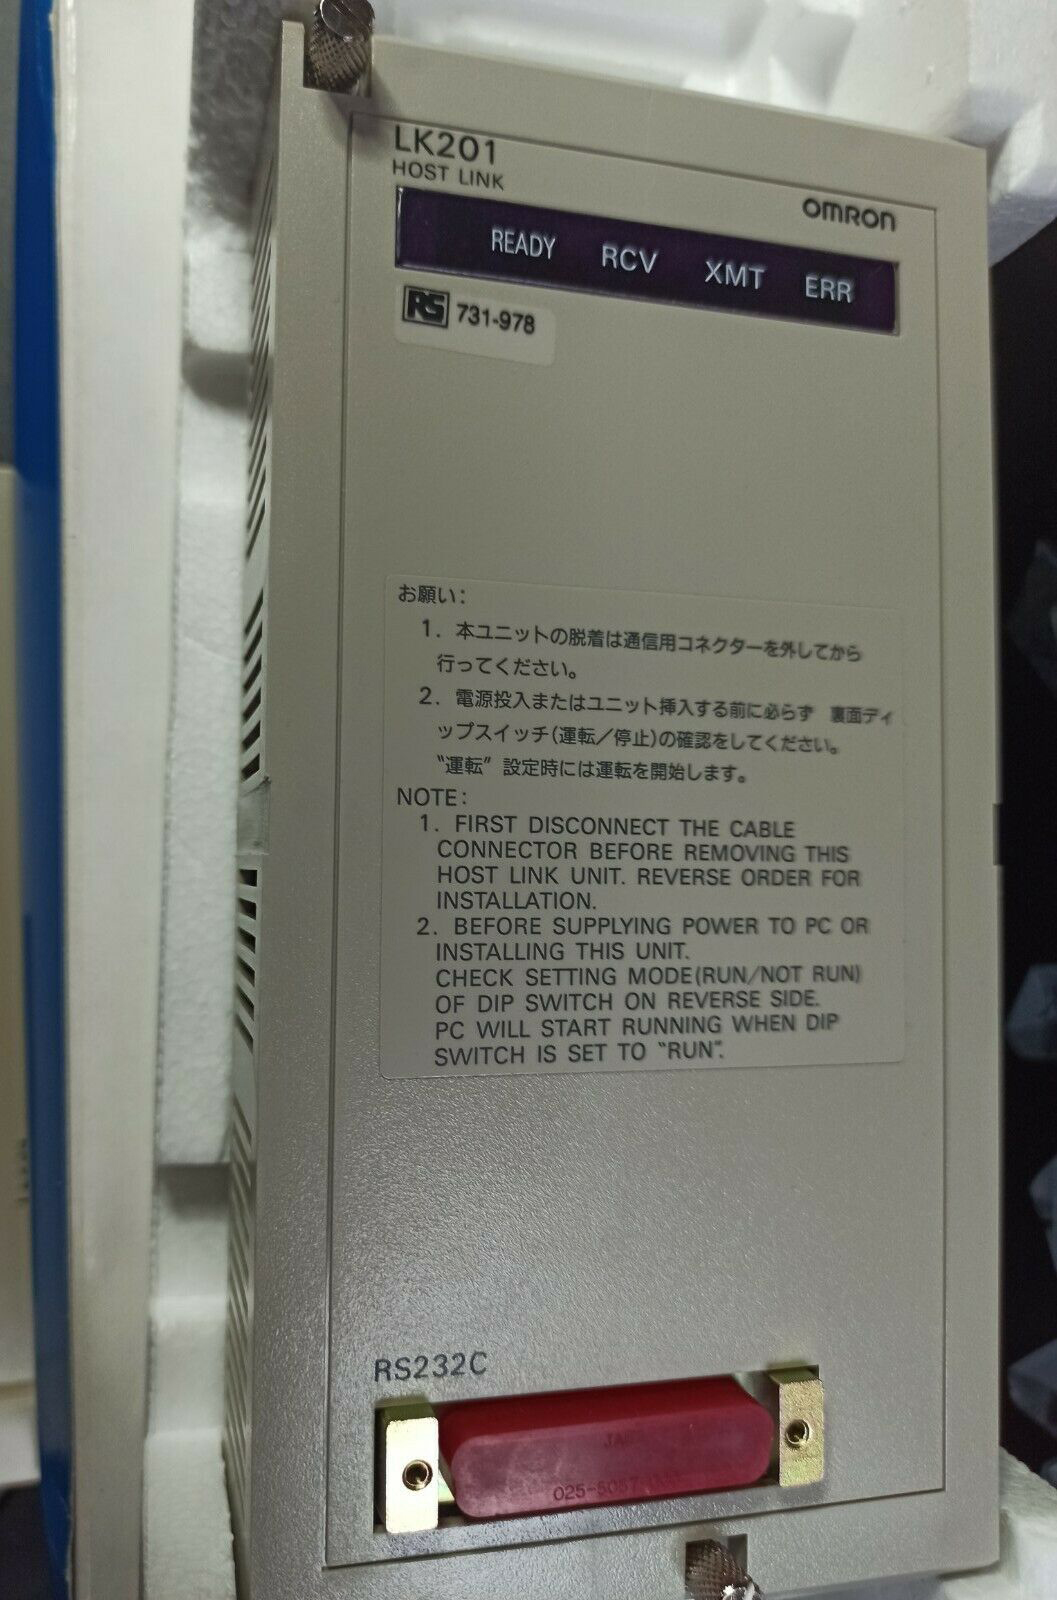 LK201
HOST LINK
OMRON
READY RCV XMT ERR
RS 731-978
お願い:
1. 本ユニットの脱着は通信用コネクターを外してから
行ってください。
2. 電源投入またはユニット挿入する前に必らず 裏面ディ
ップスイッチ(運転/停止)の確認をしてください。
“運転” 設定時には運転を開始します。
NOTE:
1. FIRST DISCONNECT THE CABLE
CONNECTOR BEFORE REMOVING THIS
HOST LINK UNIT. REVERSE ORDER FOR
INSTALLATION.
2. BEFORE SUPPLYING POWER TO PC OR
INSTALLING THIS UNIT.
CHECK SETTING MODE(RUN/NOT RUN)
OF DIP SWITCH ON REVERSE SIDE.
PC WILL START RUNNING WHEN DIP
SWITCH IS SET TO “RUN”.
RS232C